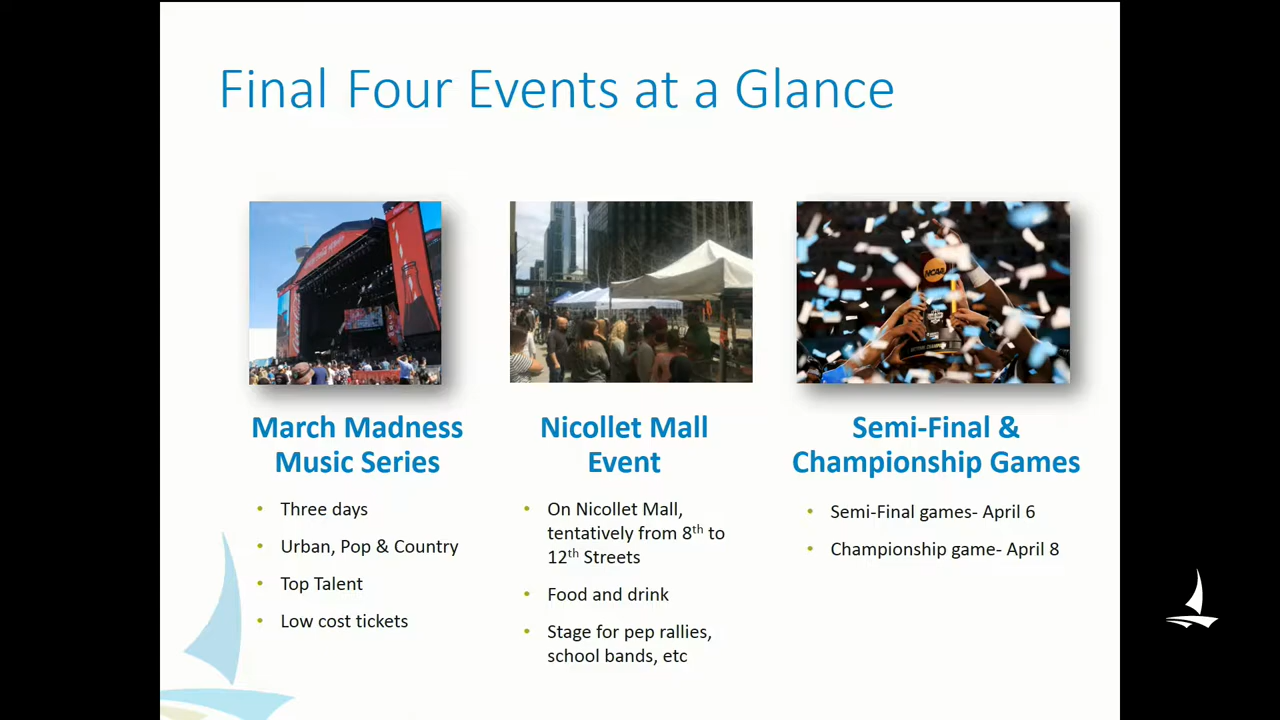 Final Four Events at a Glance
NCAA
March Madness
Music Series
• Three days
• Urban, Pop & Country
• Top Talent
• Low cost tickets
Nicollet Mall
Event
• On Nicollet Mall,
tentatively from 8th to
12th Streets
• Food and drink
• Stage for pep rallies,
school bands, etc
Semi-Final &
Championship Games
• Semi-Final games- April 6
• Championship game- April 8